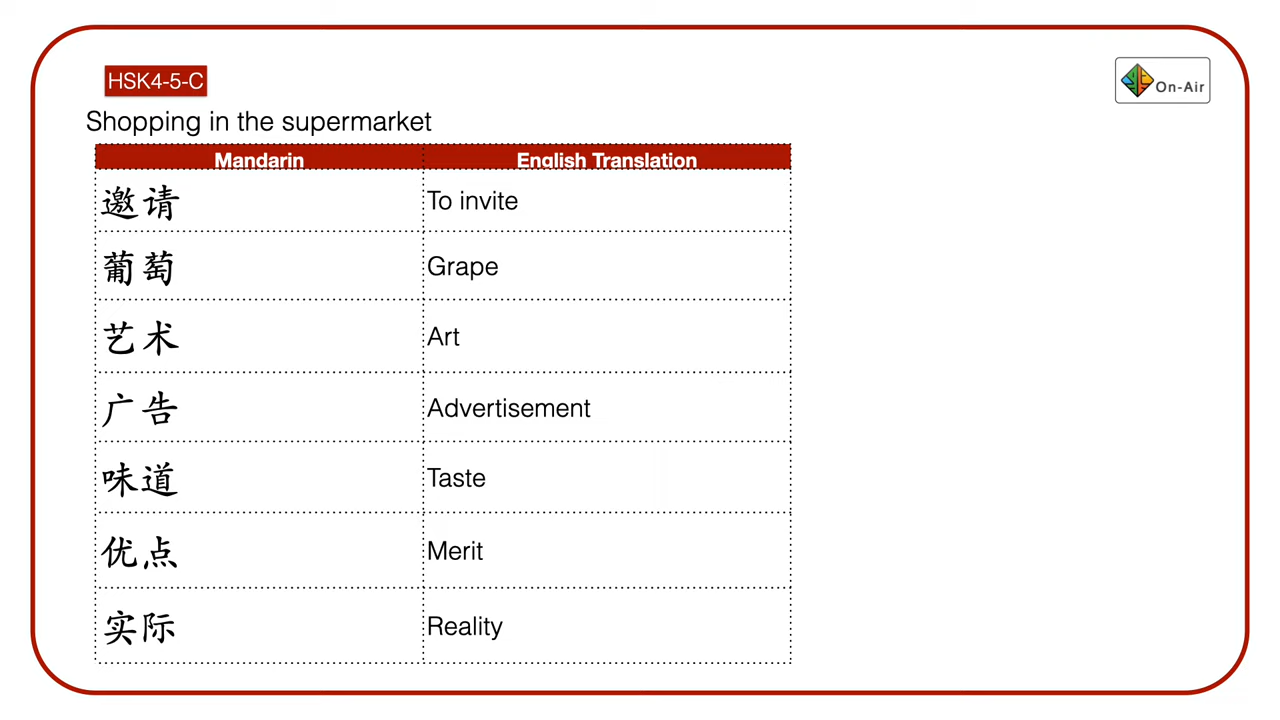 HSK4-5-C
On-Air
Shopping in the supermarket
Mandarin English Translation
邀请 To invite
葡萄 Grape
艺术 Art
广告 Advertisement
味道 Taste
优点 Merit
实际 Reality